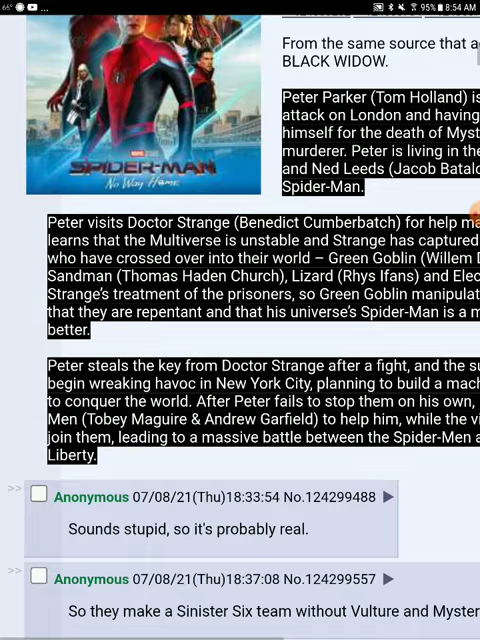 66° ... 95% 8:54 AM
MARVEL
SPIDER-MAN
No Way Home
From the same source that a
BLACK WIDOW.
Peter Parker (Tom Holland) is
attack on London and having
himself for the death of Myst
murderer. Peter is living in the
and Ned Leeds (Jacob Batalo
Spider-Man.
Peter visits Doctor Strange (Benedict Cumberbatch) for help ma
learns that the Multiverse is unstable and Strange has captured
who have crossed over into their world – Green Goblin (Willem D
Sandman (Thomas Haden Church), Lizard (Rhys Ifans) and Elec
Strange's treatment of the prisoners, so Green Goblin manipulat
that they are repentant and that his universe's Spider-Man is a m
better.
Peter steals the key from Doctor Strange after a fight, and the su
begin wreaking havoc in New York City, planning to build a mach
to conquer the world. After Peter fails to stop them on his own,
Men (Tobey Maguire & Andrew Garfield) to help him, while the vi
join them, leading to a massive battle between the Spider-Men a
Liberty.
>> Anonymous 07/08/21(Thu)18:33:54 No.124299488 ▶
Sounds stupid, so it's probably real.
>> Anonymous 07/08/21(Thu)18:37:08 No.124299557 ▶
So they make a Sinister Six team without Vulture and Myster